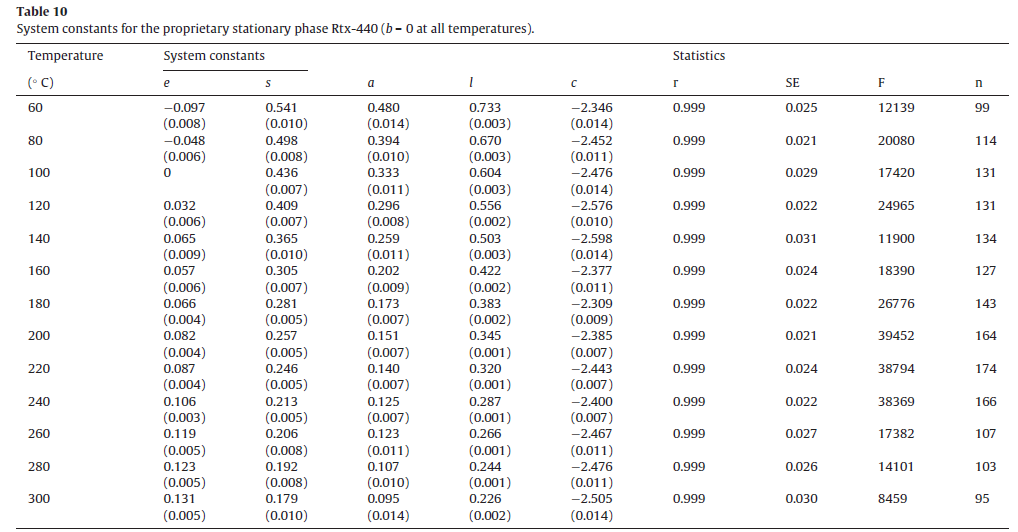 Table 10
System constants for the proprietary stationary phase Rtx-440 (b – 0 at all temperatures).
Temperature System constants Statistics
(° C) e s a l c r SE F n
60 −0.097 0.541 0.480 0.733 −2.346 0.999 0.025 12139 99
(0.008) (0.010) (0.014) (0.003) (0.014)
80 −0.048 0.498 0.394 0.670 −2.452 0.999 0.021 20080 114
(0.006) (0.008) (0.010) (0.003) (0.011)
100 0 0.436 0.333 0.604 −2.476 0.999 0.029 17420 131
(0.007) (0.011) (0.003) (0.014)
120 0.032 0.409 0.296 0.556 −2.576 0.999 0.022 24965 131
(0.006) (0.007) (0.008) (0.002) (0.010)
140 0.065 0.365 0.259 0.503 −2.598 0.999 0.031 11900 134
(0.009) (0.010) (0.011) (0.003) (0.014)
160 0.057 0.305 0.202 0.422 −2.377 0.999 0.024 18390 127
(0.006) (0.007) (0.009) (0.002) (0.011)
180 0.066 0.281 0.173 0.383 −2.309 0.999 0.022 26776 143
(0.004) (0.005) (0.007) (0.002) (0.009)
200 0.082 0.257 0.151 0.345 −2.385 0.999 0.021 39452 164
(0.004) (0.005) (0.007) (0.001) (0.007)
220 0.087 0.246 0.140 0.320 −2.443 0.999 0.024 38794 174
(0.004) (0.005) (0.007) (0.001) (0.007)
240 0.106 0.213 0.125 0.287 −2.400 0.999 0.022 38369 166
(0.003) (0.005) (0.007) (0.001) (0.007)
260 0.119 0.206 0.123 0.266 −2.467 0.999 0.027 17382 107
(0.005) (0.008) (0.011) (0.001) (0.011)
280 0.123 0.192 0.107 0.244 −2.476 0.999 0.026 14101 103
(0.005) (0.008) (0.010) (0.001) (0.011)
300 0.131 0.179 0.095 0.226 −2.505 0.999 0.030 8459 95
(0.005) (0.010) (0.014) (0.002) (0.014)